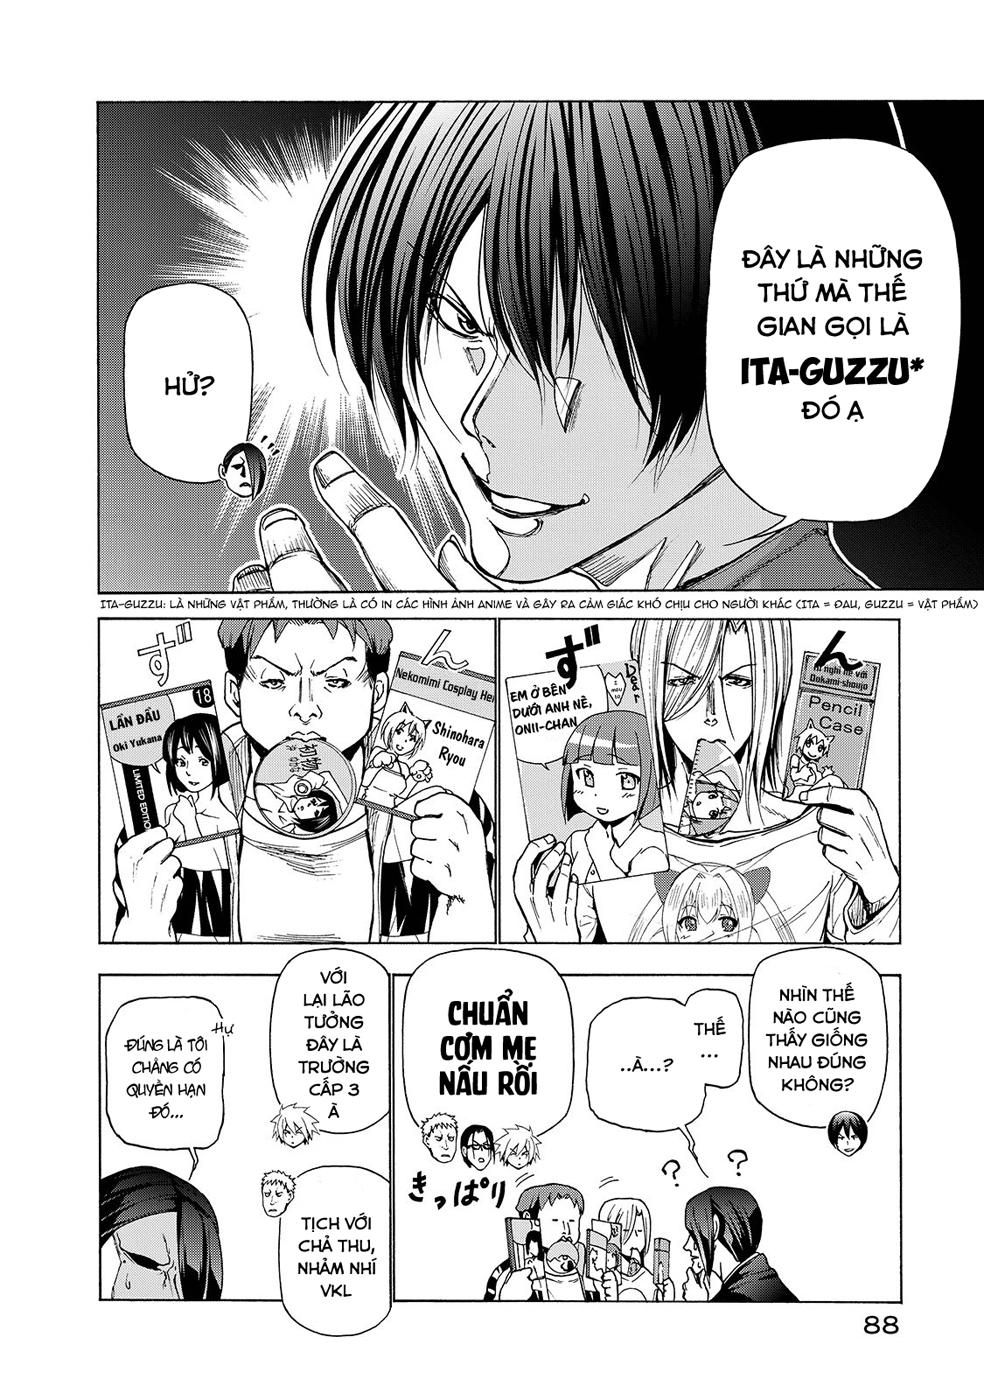 ĐÂY LÀ NHỮNG
THỨ MÀ THẾ
GIAN GỌI LÀ
ITA-GUZZU*
ĐÓ Ạ
HỬ?
ITA-GUZZU: LÀ NHỮNG VẬT PHẨM, THƯỜNG LÀ CÓ IN CÁC HÌNH ẢNH ANIME VÀ GÂY RA CẢM GIÁC KHÓ CHỊU CHO NGƯỜI KHÁC (ITA = ĐAU, GUZZU = VẬT PHẨM)
ずん
EM Ở BÊN
DƯỚI ANH NÈ,
ONII-CHAN
Ookami-shoujo
Pencil
Case
ずん
LẦN ĐẦU
Oki Yukana
18
LIMITED EDITION
初物
Nekomimi Cosplay Her
Shinohara
Ryou
NHÌN THẾ
NÀO CŨNG
THẤY GIỐNG
NHAU ĐÚNG
KHÔNG?
THẾ
...
..À...?
?
?
CHUẨN
CƠM MẸ
NẤU RỒI
きっぱり
VỚI
LẠI LÃO
TƯỞNG
ĐÂY LÀ
TRƯỜNG
CẤP 3
À
TỊCH VỚI
CHẢ THU,
NHẢM NHÍ
VKL
Hự
ĐÚNG LÀ TÔI
CHẲNG CÓ
QUYỀN HẠN
ĐÓ...
88